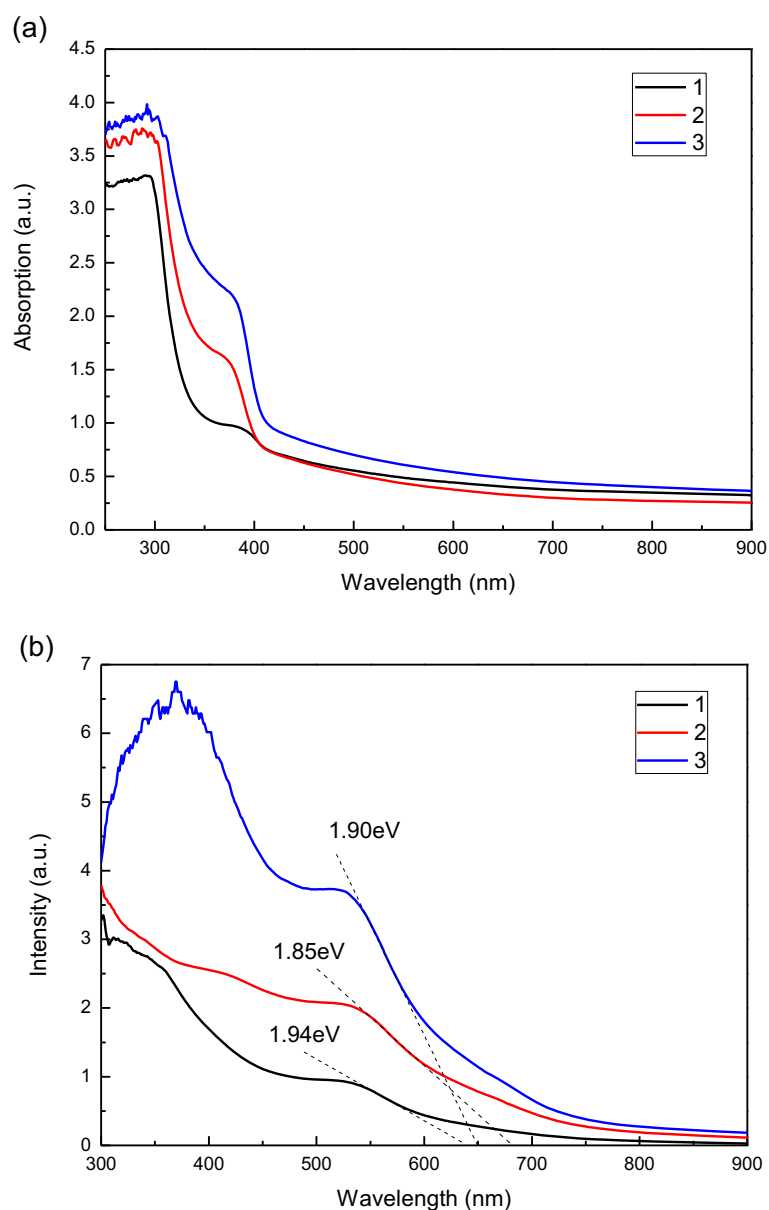 (a)
4.5
4.0
3.5
3.0
2.5
2.0
1.5
1.0
0.5
0.0
Absorption (a.u.)
1
2
3
300 400 500 600 700 800 900
Wavelength (nm)
(b)
7
6
5
4
3
2
1
0
Intensity (a.u.)
1
2
3
1.90eV
1.85eV
1.94eV
300 400 500 600 700 800 900
Wavelength (nm)